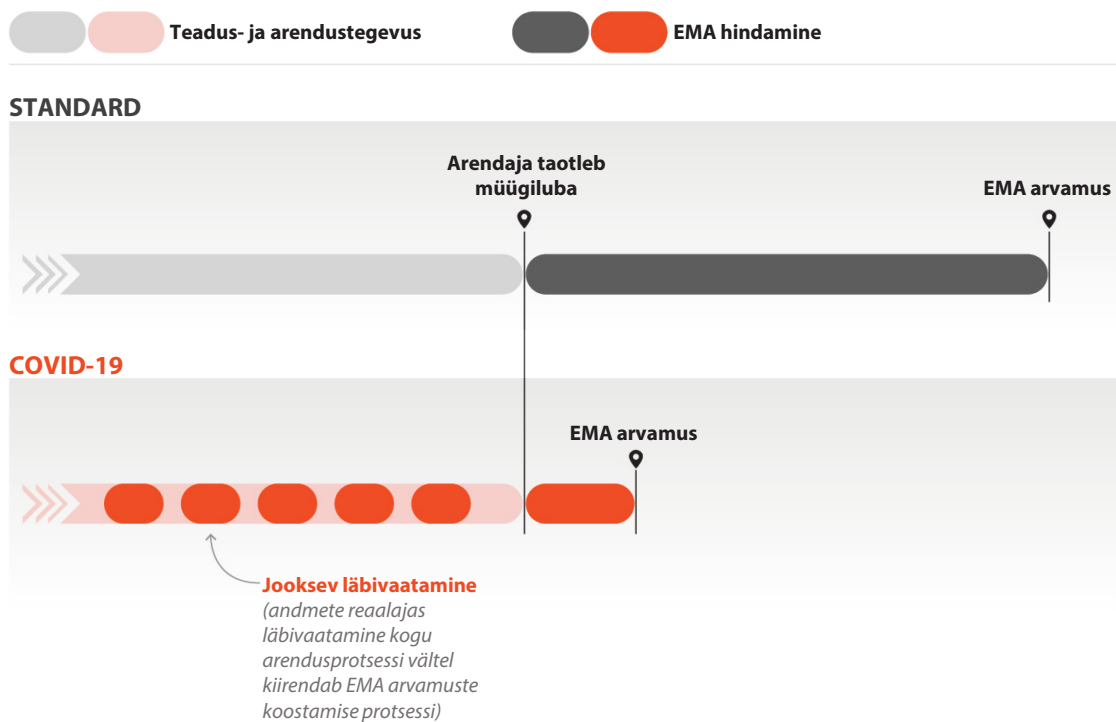 Teadus- ja arendustegevus
EMA hindamine
STANDARD
Arendaja taotleb
müügiluba
EMA arvamus
COVID-19
EMA arvamus
Jooksev läbivaatamine
(andmete reaalajas
läbivaatamine kogu
arendusprotsessi vältel
kiirendab EMA arvamuste
koostamise protsessi)